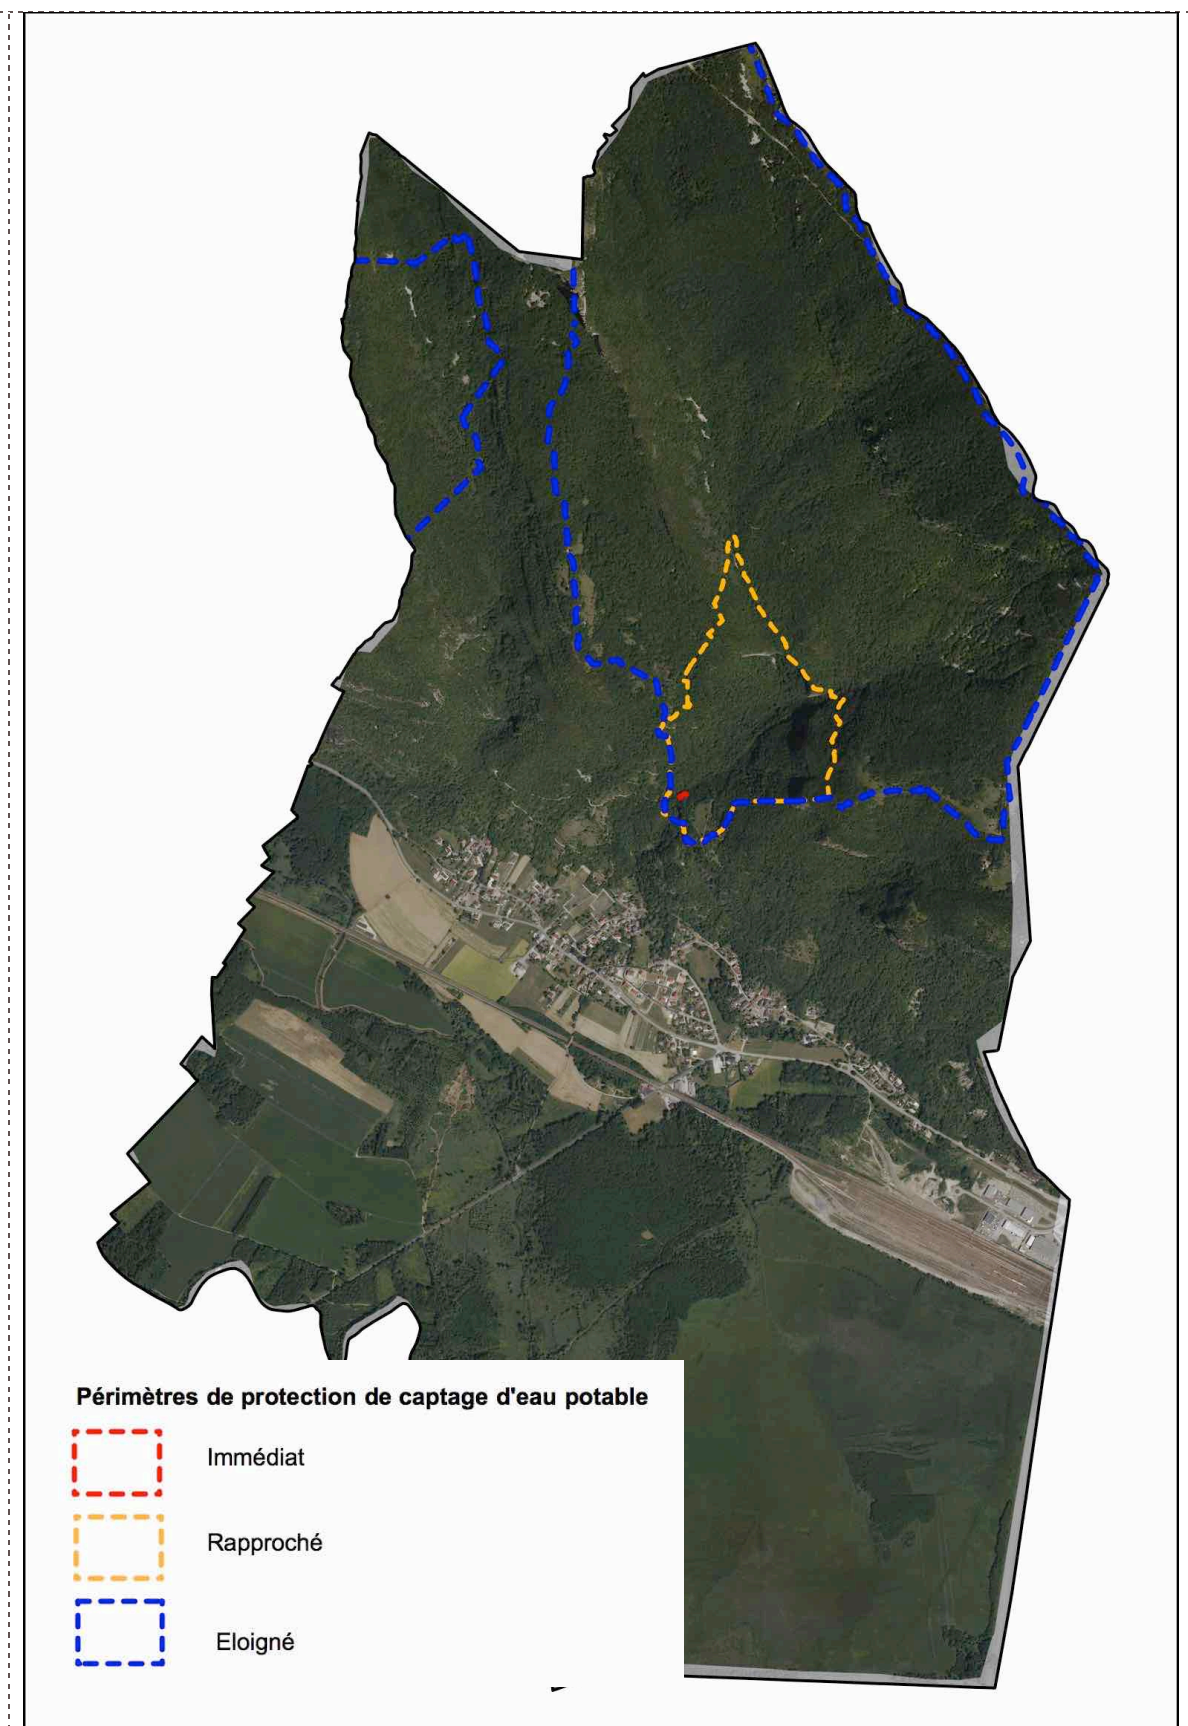 Périmètres de protection de captage d'eau potable
Immédiat
Rapproché
Eloigné